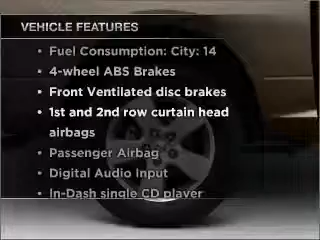 VEHICLE FEATURES
• Fuel Consumption: City: 14
• 4-wheel ABS Brakes
• Front Ventilated disc brakes
• 1st and 2nd row curtain head
airbags
• Passenger Airbag
• Digital Audio Input
• In-Dash single CD player